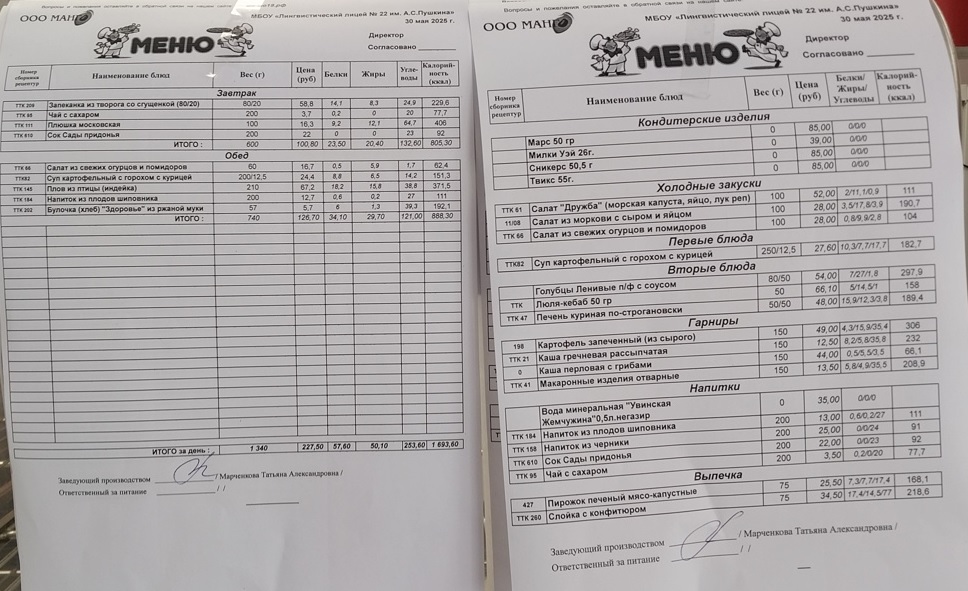 ООО МАНГО
МБОУ «Лингвистический лицей № 22 им. А.С.Пушкина»
30 мая 2025 г.
МЕНЮ
Директор
Согласовано
Номер сборника рецептур Наименование блюд Вес (г) Цена (руб) Белки Жиры Угле-воды Калорий-ность (ккал)
Завтрак
ТТК 209 Запеканка из творога со сгущенкой (80/20) 80/20 58,8 14,1 8,3 24,9 229,6
ТТК 95 Чай с сахаром 200 3,7 0,2 0 20 77,7
ТТК 111 Плюшка московская 100 16,3 9,2 12,1 64,7 406
ТТК 610 Сок Сады придонья 200 22 0 0 23 92
ИТОГО : 600 100,80 23,50 20,40 132,60 805,30
Обед
ТТК 66 Салат из свежих огурцов и помидоров 60 16,7 0,5 5,9 1,7 62,4
ТТК82 Суп картофельный с горохом с курицей 200/12,5 24,4 8,8 6,5 14,2 151,3
ТТК 145 Плов из птицы (индейка) 210 67,2 18,2 15,8 38,8 371,5
ТТК 184 Напиток из плодов шиповника 200 12,7 0,6 0,2 27 111
ТТК 202 Булочка (хлеб) "Здоровье" из ржаной муки 57 5,7 6 1,3 39,3 192,1
ИТОГО : 740 126,70 34,10 29,70 121,00 888,30
ИТОГО за день : 1 340 227,50 57,60 50,10 253,60 1 693,60
Заведующий производством / Марченкова Татьяна Александровна /
Ответственный за питание / /
Вопросы и пожелания оставляйте в обратной связи на нашем сайте
ООО МАНГО
МБОУ «Лингвистический лицей № 22 им. А.С.Пушкина»
30 мая 2025 г.
МЕНЮ
Директор
Согласовано
Номер сборника рецептур Наименование блюд Вес (г) Цена (руб) Белки/ Жиры/ Углеводы Калорий-ность (ккал)
Кондитерские изделия
Марс 50 гр 0 85,00 0/0/0
Милки Уэй 26г. 0 39,00 0/0/0
Сникерс 50,5 г 0 85,00 0/0/0
Твикс 55г. 0 85,00 0/0/0
Холодные закуски
ТТК 61 Салат "Дружба" (морская капуста, яйцо, лук реп) 100 52,00 2/11,1/0,9 111
11/08 Салат из моркови с сыром и яйцом 100 28,00 3,5/17,8/3,9 190,7
ТТК 66 Салат из свежих огурцов и помидоров 100 28,00 0,8/9,9/2,8 104
Первые блюда
ТТК82 Суп картофельный с горохом с курицей 250/12,5 27,60 10,3/7,7/17,7 182,7
Вторые блюда
Голубцы Ленивые п/ф с соусом 80/50 54,00 7/27/1,8 297,9
ТТК Люля-кебаб 50 гр 50 66,10 5/14,5/1 158
ТТК 47 Печень куриная по-строгановски 50/50 48,00 15,9/12,3/3,8 189,4
Гарниры
198 Картофель запеченный (из сырого) 150 49,00 4,3/15,9/35,4 306
ТТК 21 Каша гречневая рассыпчатая 150 12,50 8,2/5,8/35,8 232
0 Каша перловая с грибами 150 44,00 0,5/5,5/3,5 66,1
ТТК 41 Макаронные изделия отварные 150 13,50 5,8/4,9/35,5 208,9
Напитки
Вода минеральная "Увинская
Жемчужина"0,5л.негазир 0 35,00 0/0/0
ТТК 184 Напиток из плодов шиповника 200 13,00 0,6/0,2/27 111
ТТК 158 Напиток из черники 200 25,00 0/0/24 91
ТТК 610 Сок Сады придонья 200 22,00 0/0/23 92
ТТК 95 Чай с сахаром 200 3,50 0,2/0/20 77,7
Выпечка
427 Пирожок печеный мясо-капустные 75 25,50 7,3/7,7/17,4 168,1
ТТК 260 Слойка с конфитюром 75 34,50 17,4/14,5/77 218,6
Заведующий производством / Марченкова Татьяна Александровна /
Ответственный за питание / /